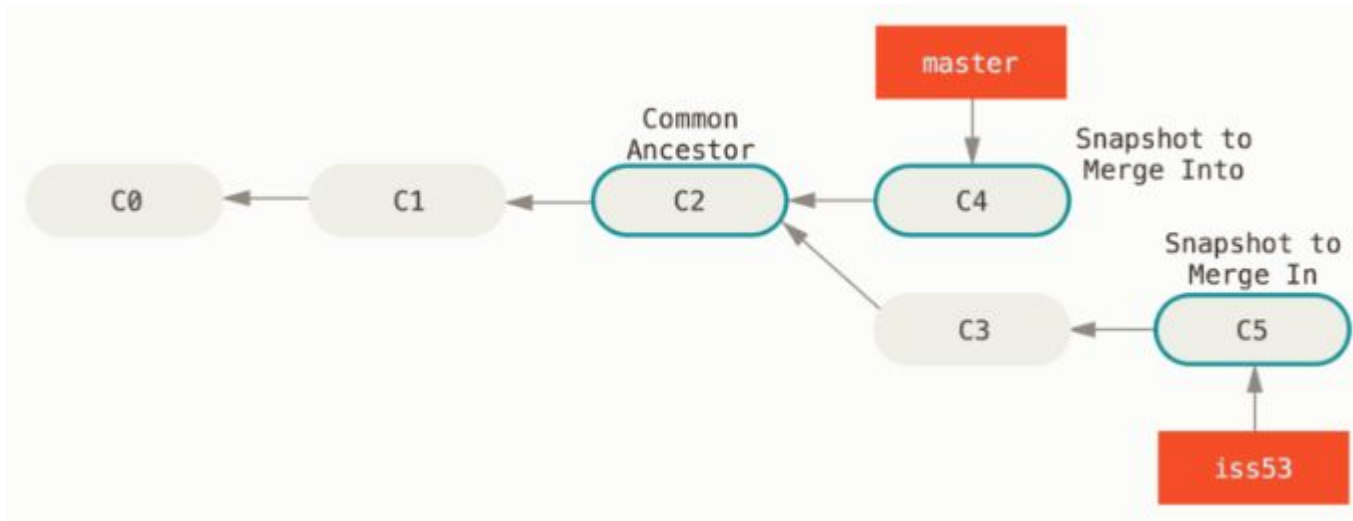 master
Common
Ancestor
Snapshot to
Merge Into
C0
C1
C2
C4
Snapshot to
Merge In
C3
C5
iss53